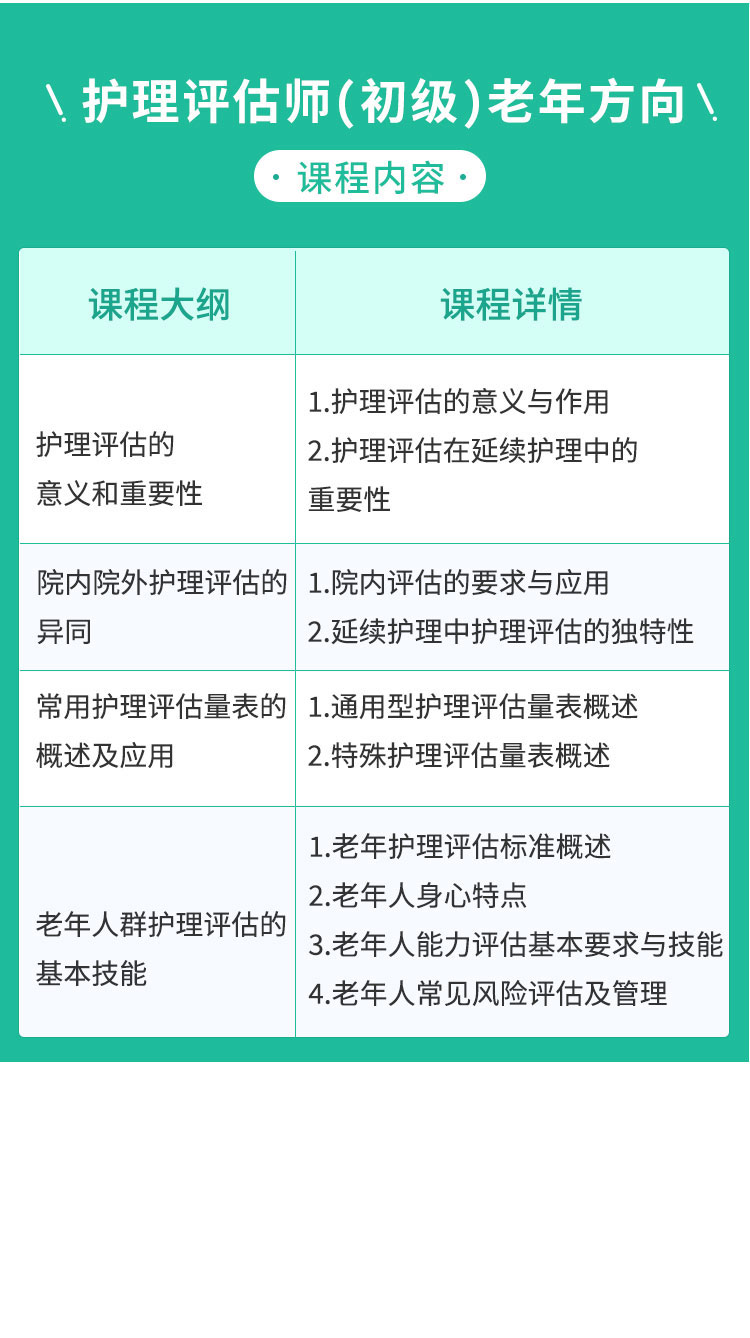 护理评估师(初级)老年方向
·课程内容·
课程大纲
课程详情
护理评估的
意义和重要性
1.护理评估的意义与作用
2.护理评估在延续护理中的
重要性
院内院外护理评估的
异同
1.院内评估的要求与应用
2.延续护理中护理评估的独特性
常用护理评估量表的
概述及应用
1.通用型护理评估量表概述
2.特殊护理评估量表概述
老年人群护理评估的
基本技能
1.老年护理评估标准概述
2.老年人身心特点
3.老年人能力评估基本要求与技能
4.老年人常见风险评估及管理